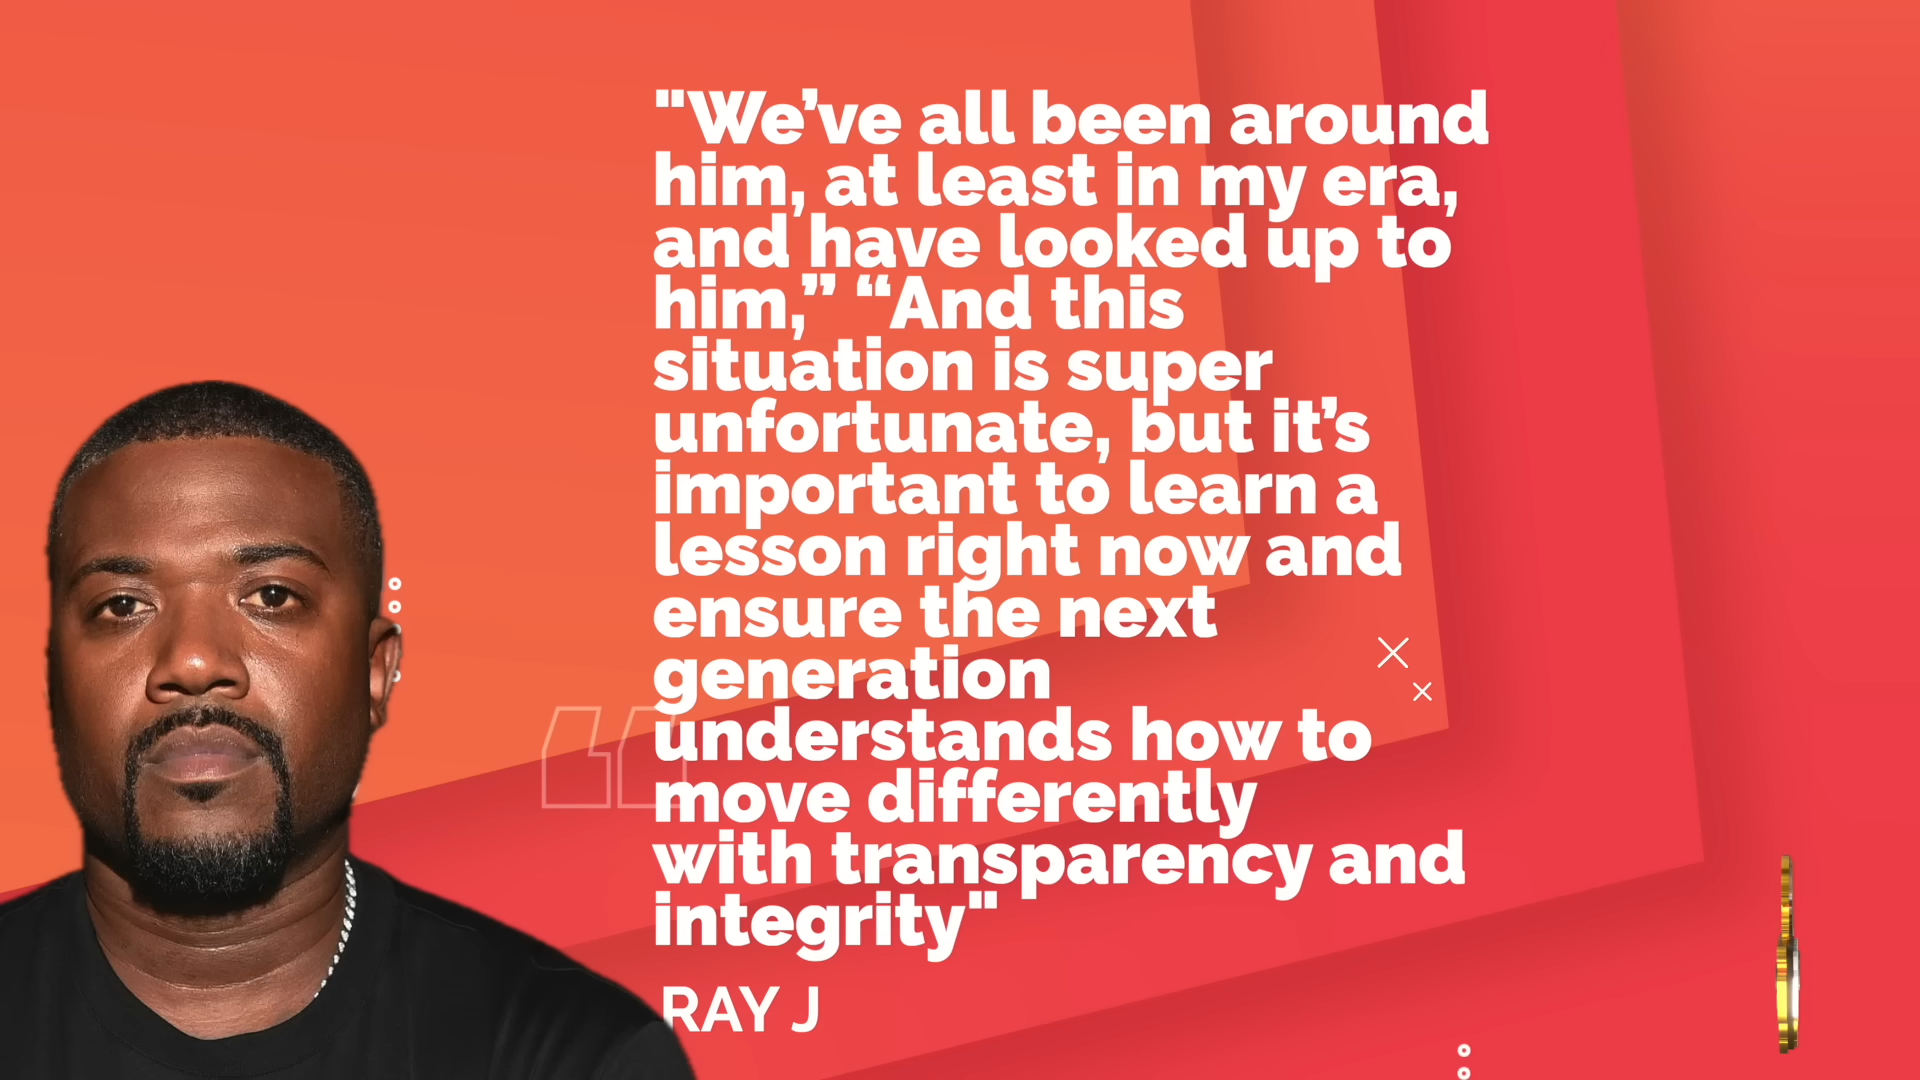 "We’ve all been around
him, at least in my era,
and have looked up to
him,” “And this
situation is super
unfortunate, but it’s
important to learn a
lesson right now and
ensure the next
generation
understands how to
move differently
with transparency and
integrity"
RAY J